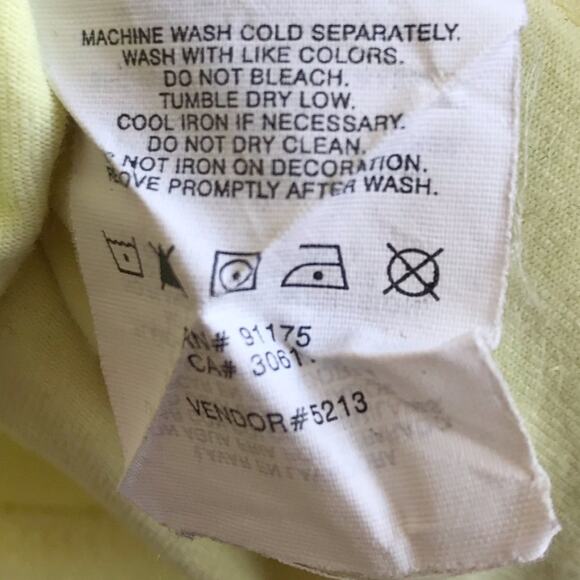 MACHINE WASH COLD SEPARATELY.
WASH WITH LIKE COLORS.
DO NOT BLEACH.
TUMBLE DRY LOW.
COOL IRON IF NECESSARY.
DO NOT DRY CLEAN.
NOT IRON ON DECORATION.
PROMPTLY AFTER WASH.
RN# 91175
CA# 3061
VENDOR#5213